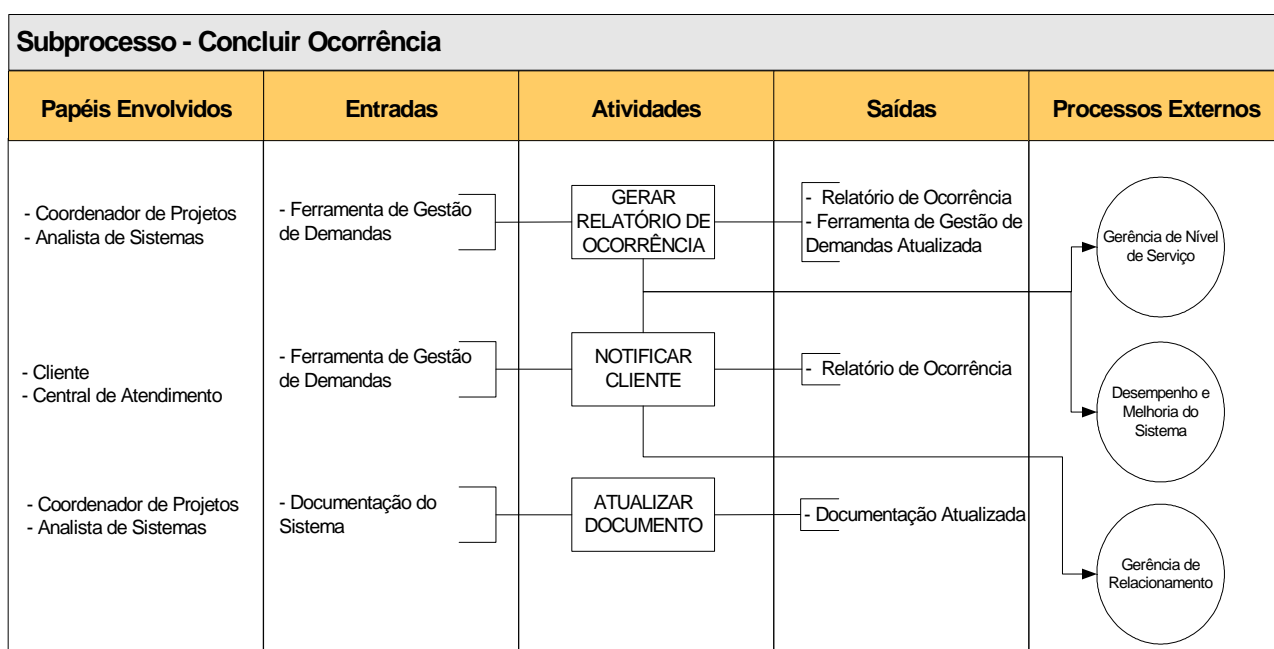 Subprocesso - Concluir Ocorrência
Papéis Envolvidos
Entradas
Atividades
Saídas
Processos Externos
- Coordenador de Projetos
- Analista de Sistemas
- Ferramenta de Gestão
de Demandas
GERAR
RELATÓRIO DE
OCORRÊNCIA
- Relatório de Ocorrência
- Ferramenta de Gestão de
Demandas Atualizada
Gerência de Nível
de Serviço
- Cliente
- Central de Atendimento
- Ferramenta de Gestão
de Demandas
NOTIFICAR
CLIENTE
- Relatório de Ocorrência
Desempenho e
Melhoria do
Sistema
- Coordenador de Projetos
- Analista de Sistemas
- Documentação do
Sistema
ATUALIZAR
DOCUMENTO
- Documentação Atualizada
Gerência de
Relacionamento